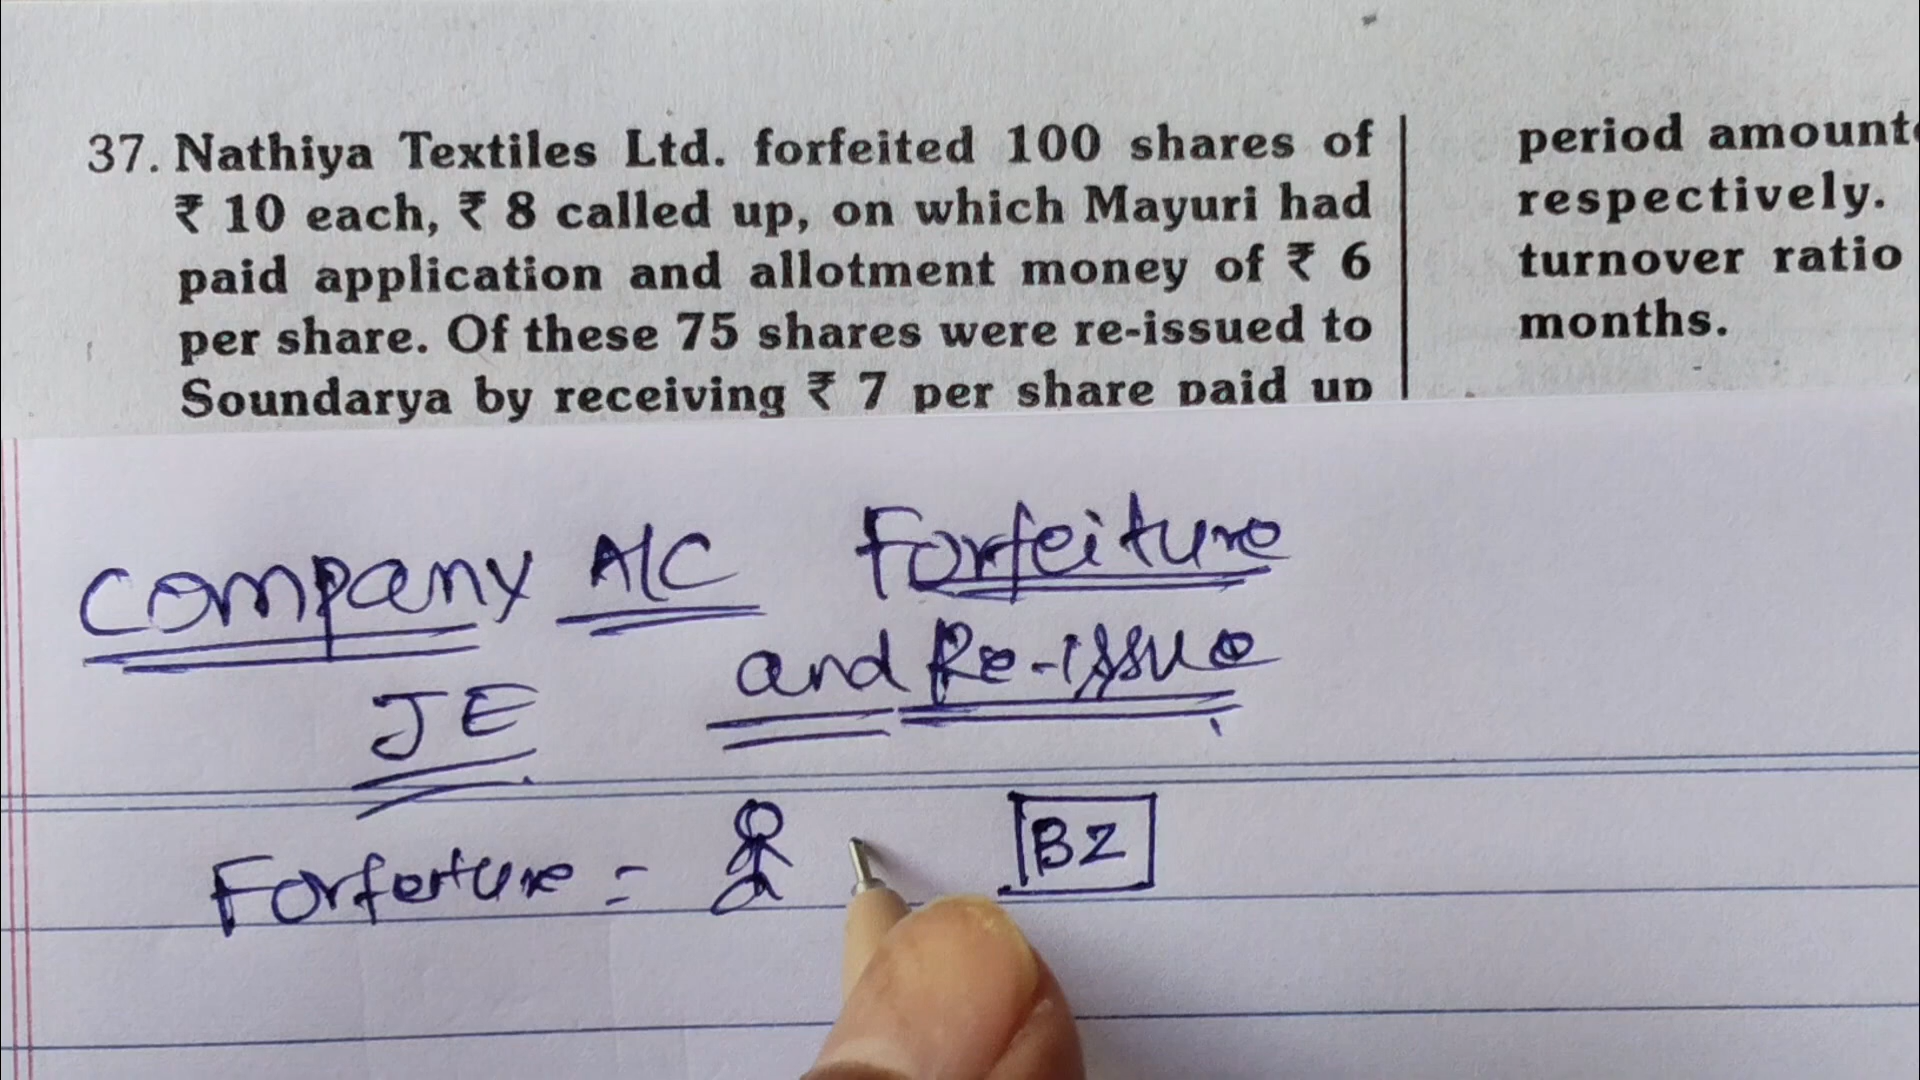 37. Nathiya Textiles Ltd. forfeited 100 shares of
₹ 10 each, ₹ 8 called up, on which Mayuri had
paid application and allotment money of ₹ 6
per share. Of these 75 shares were re-issued to
Soundarya by receiving ₹ 7 per share paid up
period amount
respectively.
turnover ratio
months.
Company A/C Forfeiture
and Re-issue
JE
Forferture = BZ